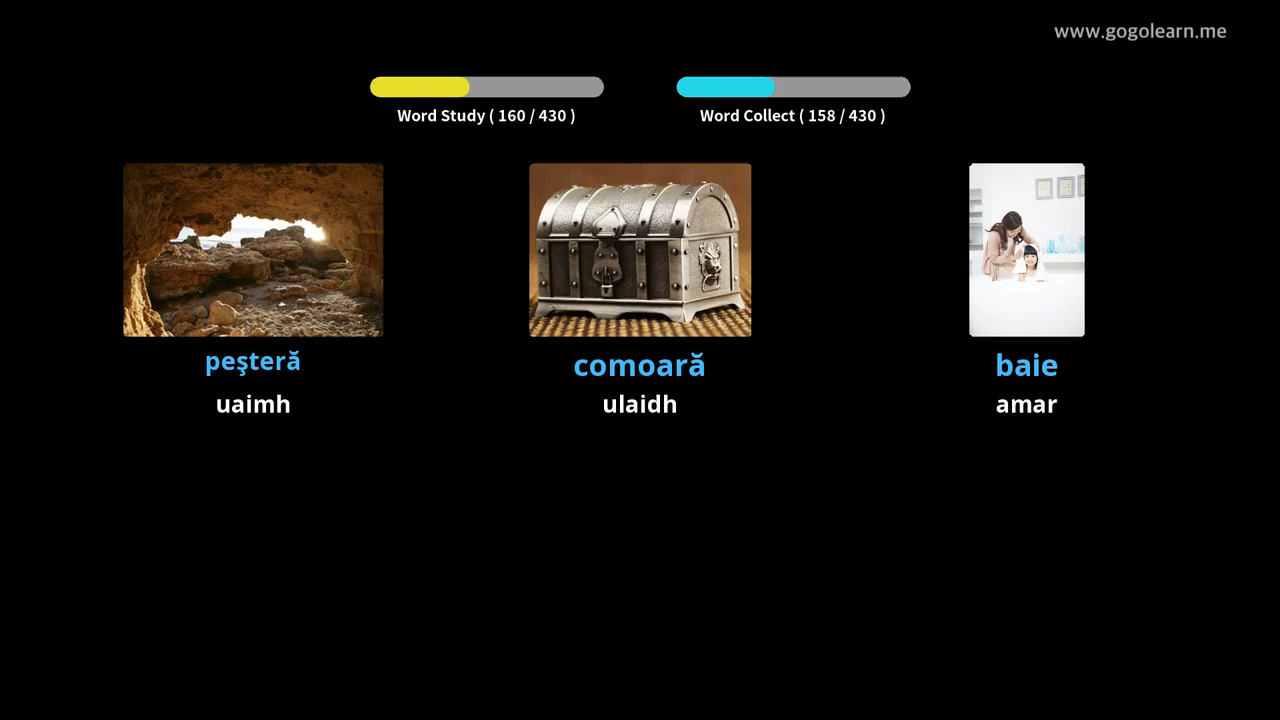 www.gogolearn.me
Word Study ( 160 / 430 )
Word Collect ( 158 / 430 )
peşteră
comoară
baie
uaimh
ulaidh
amar